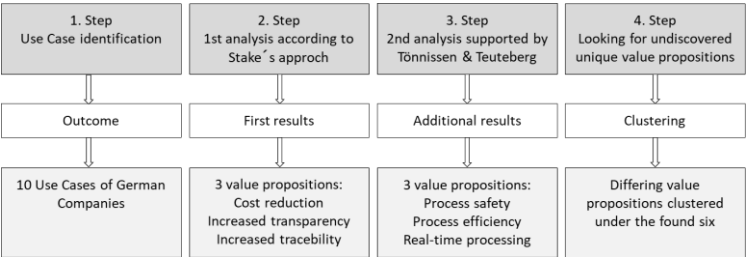 1. Step
Use Case identification
2. Step
1st analysis according to
Stake´s approch
3. Step
2nd analysis supported by
Tönnissen & Teuteberg
4. Step
Looking for undiscovered
unique value propositions
Outcome
First results
Additional results
Clustering
10 Use Cases of German
Companies
3 value propositions:
Cost reduction
Increased transparency
Increased tracebility
3 value propositions:
Process safety
Process efficiency
Real-time processing
Differing value
propositions clustered
under the found six